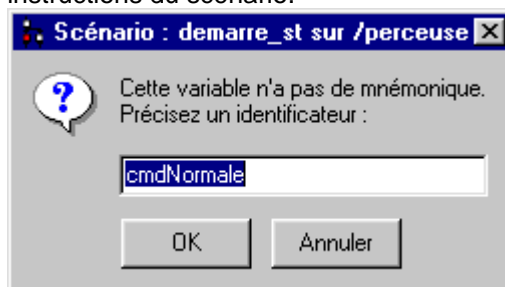 instructions du scénario.
Scénario : demarre_st sur /perceuse
Cette variable n'a pas de mnémonique.
Précisez un identificateur :
cmdNormale
OK Annuler